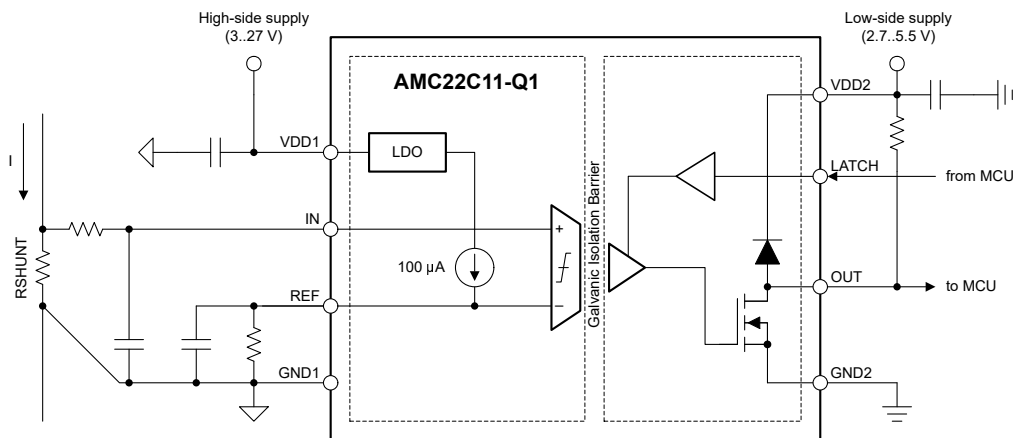 High-side supply
(3..27 V)
Low-side supply
(2.7..5.5 V)
AMC22C11-Q1
VDD1
LDO
VDD2
LATCH
from MCU
I
IN
RSHUNT
100 µA
+
−
Galvanic Isolation Barrier
REF
OUT
to MCU
GND1
GND2